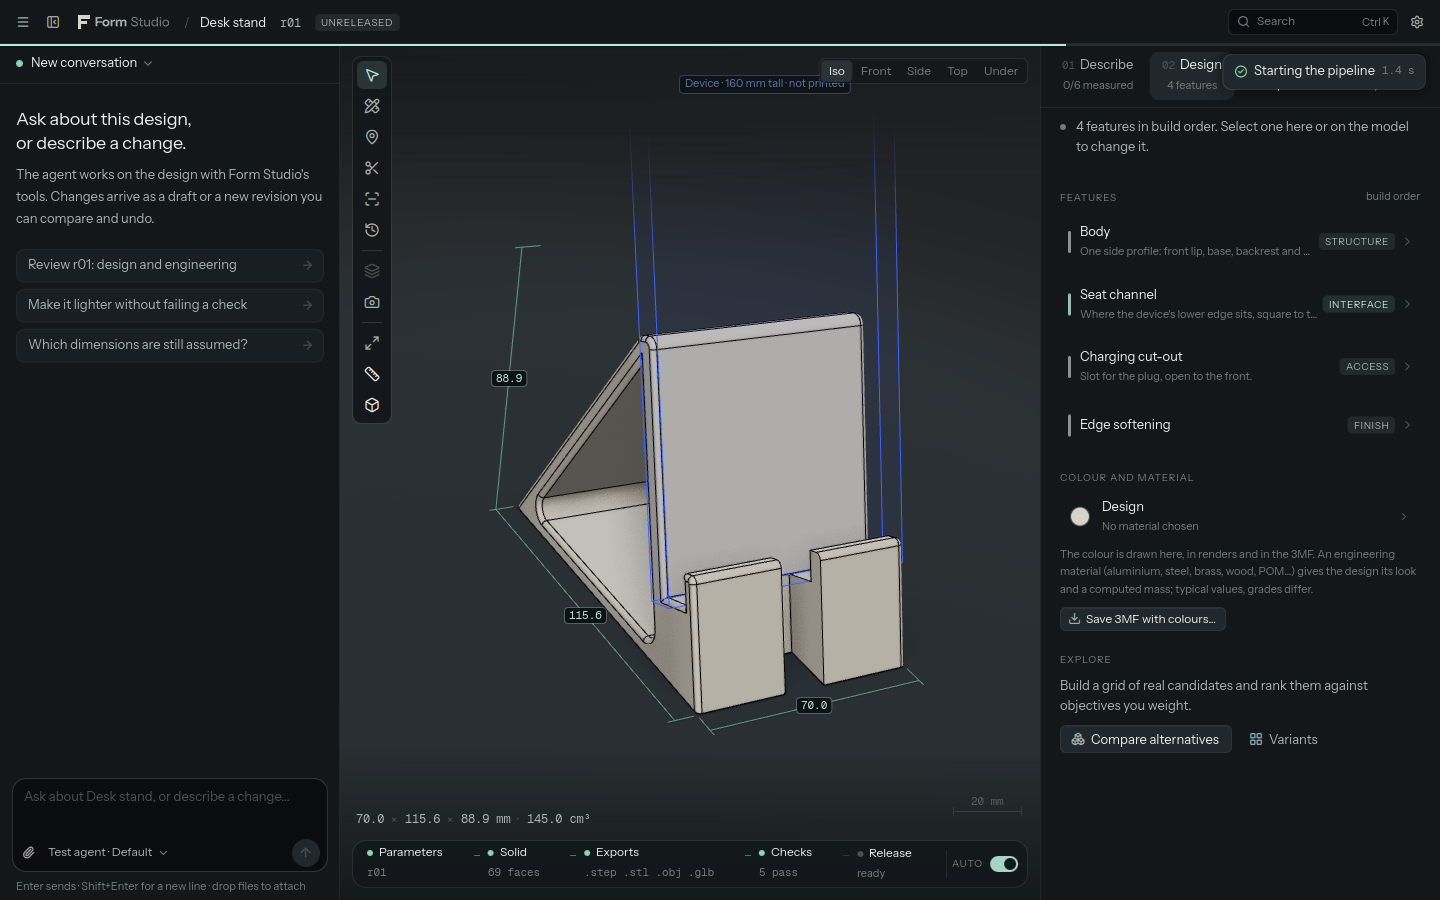 Form Studio / Desk stand r01 UNRELEASED
Search Ctrl K
New conversation
Ask about this design,
or describe a change.
The agent works on the design with Form Studio's
tools. Changes arrive as a draft or a new revision you
can compare and undo.
Review r01: design and engineering
Make it lighter without failing a check
Which dimensions are still assumed?
Ask about Desk stand, or describe a change...
Test agent · Default
Enter sends · Shift+Enter for a new line · drop files to attach
Device · 160 mm tall · not printed
Iso Front Side Top Under
88.9
115.6
70.0
20 mm
70.0 × 115.6 × 88.9 mm · 145.0 cm³
Parameters
r01
Solid
69 faces
Exports
.step .stl .obj .glb
Checks
5 pass
Release
ready
AUTO
01 Describe
0/6 measured
02 Design
4 features
Starting the pipeline 1.4 s
4 features in build order. Select one here or on the model
to change it.
FEATURES build order
Body
One side profile: front lip, base, backrest and ...
STRUCTURE
Seat channel
Where the device's lower edge sits, square to t...
INTERFACE
Charging cut-out
Slot for the plug, open to the front.
ACCESS
Edge softening
FINISH
COLOUR AND MATERIAL
Design
No material chosen
The colour is drawn here, in renders and in the 3MF. An engineering
material (aluminium, steel, brass, wood, POM...) gives the design its look
and a computed mass; typical values, grades differ.
Save 3MF with colours...
EXPLORE
Build a grid of real candidates and rank them against
objectives you weight.
Compare alternatives
Variants